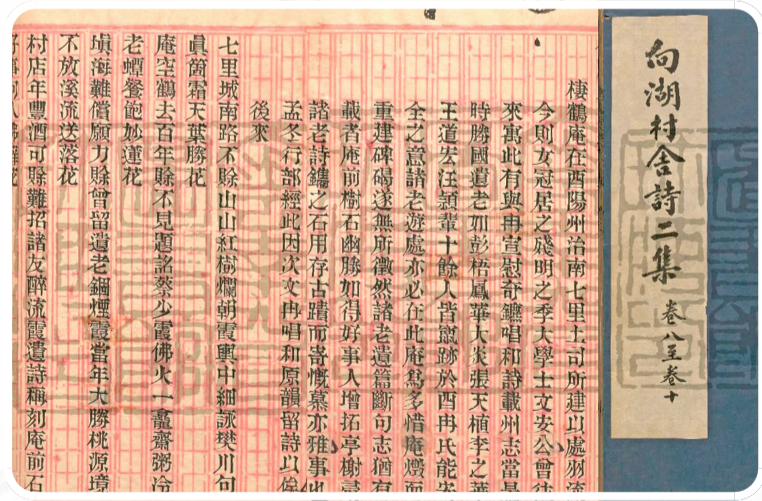 向湖村舍詩二集
卷八至卷十
棲鶴庵在酉陽州治南七里土司所建以處羽流
今則女冠居之殘明之季大學士文安公曾往
來寓此有與冉宣慰奇鑣唱和詩載州志當是
時勝國遺老如彭梧鳳華大炎張天植李之華
王道宏汪穎輩十餘人皆竄跡於酉冉氏能安
全之意諸老遊處亦必在此庵爲多惜庵燬而
重建碑碣遂無所徵然諸老遺篇斷句志猶有
載者庵前樹石幽勝如得好事人增拓亭榭
諸老詩鐫之石用存古蹟而寄慨慕亦雅事也
孟冬行部經此因次文冉唱和原韻留詩以俟
後來
七里城南路不賒山山紅樹爛朝霞輿中細詠樊川句
眞箇霜天葉勝花
庵空鶴去百年賒不見題詺蔡少霞佛火一龕齋粥冷
老蟫餐飽妙蓮花
塡海難償願力賒曾留遺老錮煙霞當年大勝桃源境
不放溪流送落花
村店年豐酒可賒難招諸友醉流霞遺詩稱刻庵前石